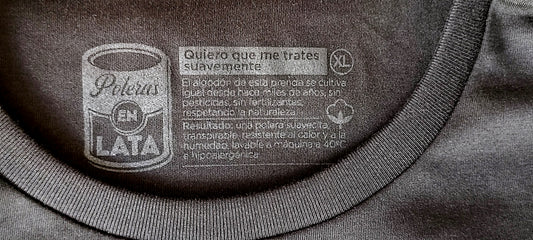 Poleras
EN
LATA
Quiero que me trates
suavemente
XL
El algodón de esta prenda se cultiva
igual desde hace miles de años, sin
pesticidas, sin fertilizantes,
respetando la naturaleza.
Resultado: una polera suavecita,
transpirable, resistente al calor y a la
humedad, lavable a máquina a 40ºC
e hipoalergénica